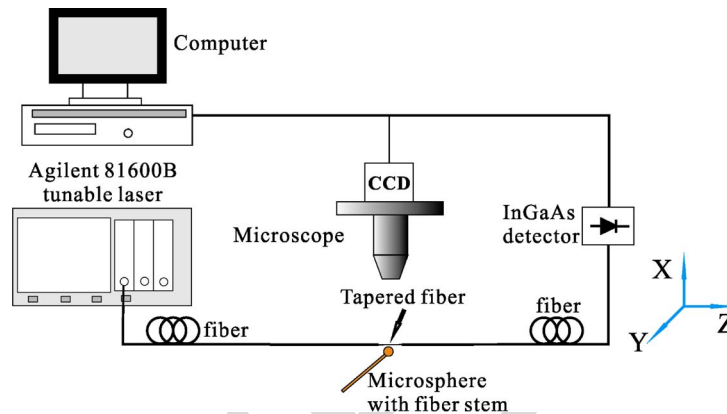 Computer
Agilent 81600B
tunable laser
CCD
Microscope
InGaAs
detector
Tapered fiber
fiber
fiber
X
Y
Z
Microsphere
with fiber stem